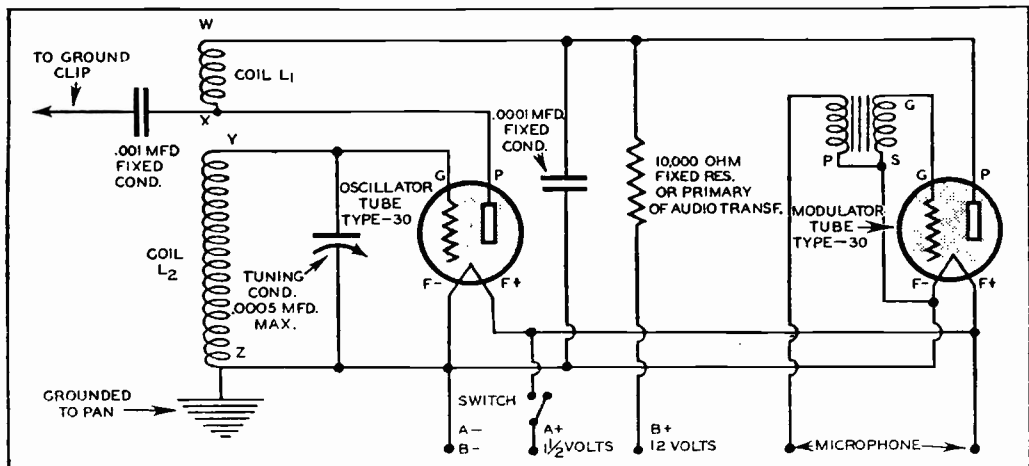 W
TO GROUND
CLIP
COIL L1
X
.001 MFD
FIXED
COND.
Y
COIL
L2
TUNING
COND.
.0005 MFD.
MAX.
Z
GROUNDED
TO PAN
G
P
OSCILLATOR
TUBE
TYPE-30
F-
F+
.0001 MFD.
FIXED
COND.
10,000 OHM
FIXED RES.
OR PRIMARY
OF AUDIO TRANSF.
P
S
G
G
P
MODULATOR
TUBE
TYPE-30
F-
F+
SWITCH
A-
B-
A+
1 1/2 VOLTS
B+
12 VOLTS
MICROPHONE